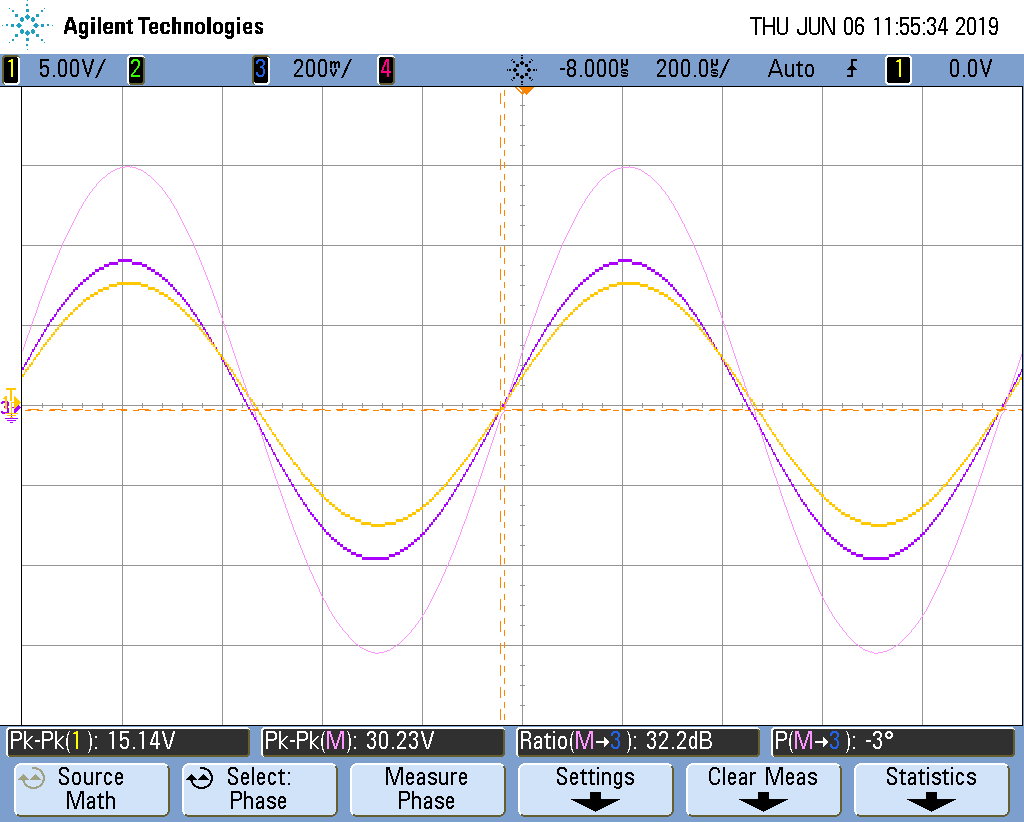 Agilent Technologies
THU JUN 06 11:55:34 2019
1 5.00V/ 2 3 200mV/ 4 -8.000µs 200.0µs/ Auto 1 0.0V
3
Pk-Pk(1): 15.14V
Pk-Pk(M): 30.23V
Ratio(M→3): 32.2dB
P(M→3): -3°
Source
Math
Select:
Phase
Measure
Phase
Settings
Clear Meas
Statistics